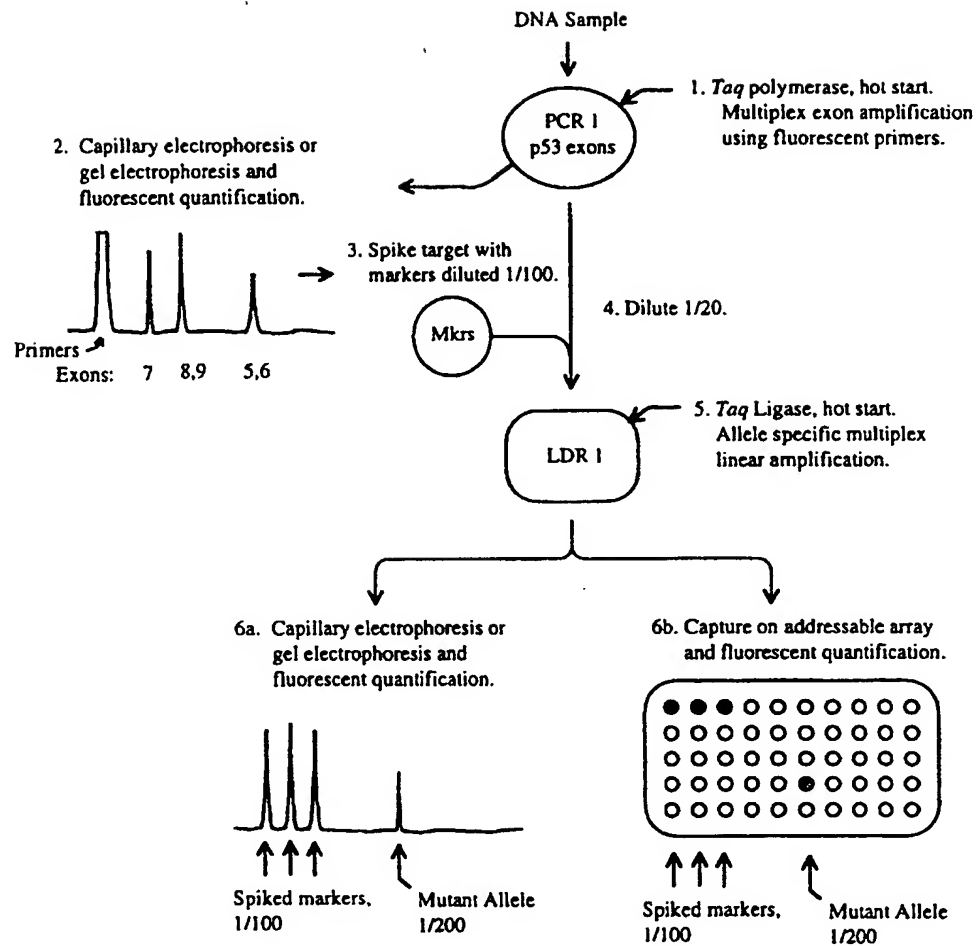 DNA Sample
PCR 1
p53 exons
1. Taq polymerase, hot start.
Multiplex exon amplification
using fluorescent primers.
2. Capillary electrophoresis or
gel electrophoresis and
fluorescent quantification.
3. Spike target with
markers diluted 1/100.
4. Dilute 1/20.
Mkrs
Primers
Exons: 7 8,9 5,6
LDR 1
5. Taq Ligase, hot start.
Allele specific multiplex
linear amplification.
6a. Capillary electrophoresis or
gel electrophoresis and
fluorescent quantification.
6b. Capture on addressable array
and fluorescent quantification.
Spiked markers,
1/100
Mutant Allele
1/200
Spiked markers,
1/100
Mutant Allele
1/200